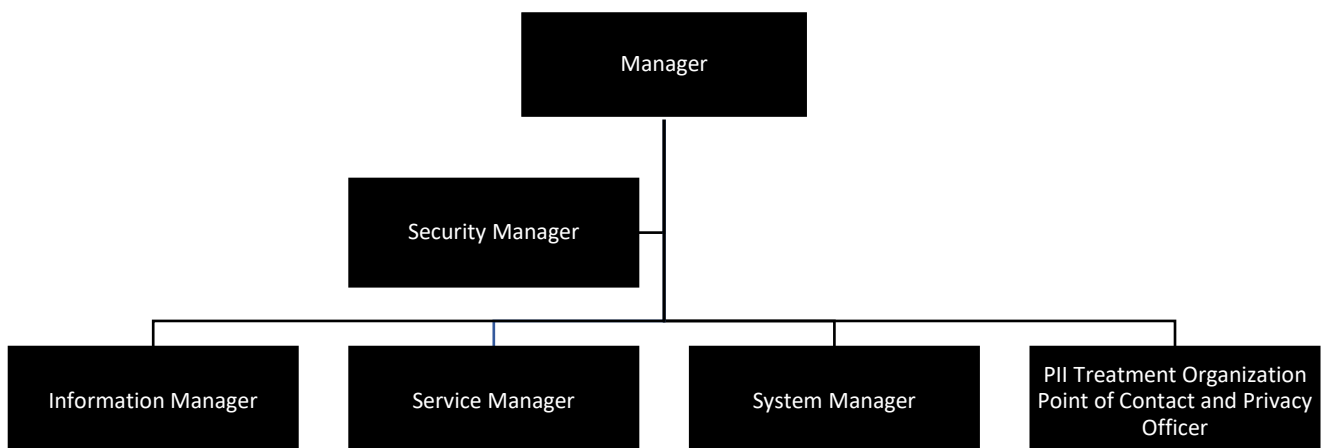 Manager
Security Manager
Information Manager
Service Manager
System Manager
PII Treatment Organization
Point of Contact and Privacy
Officer